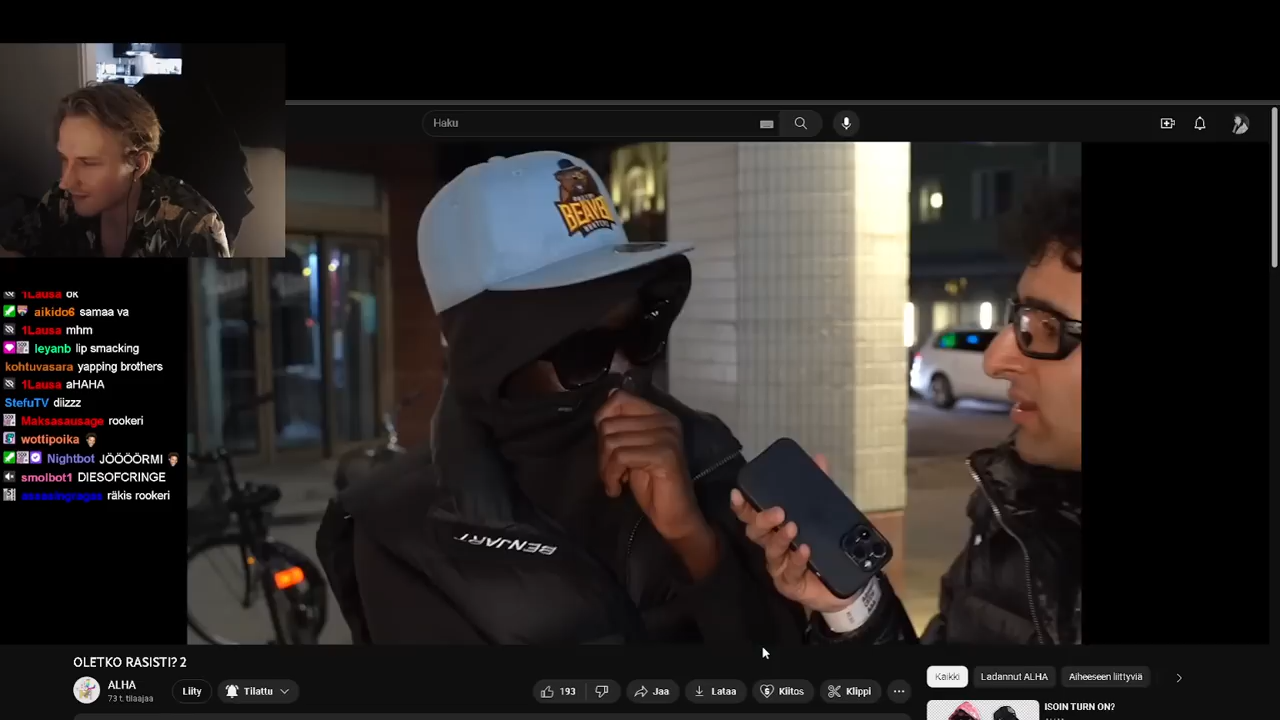 Haku
BEAVER
BENJART
1Lausa ok
aikido6 samaa va
1Lausa mhm
leyanb lip smacking
kohtuvasara yapping brothers
1Lausa aHAHA
StefuTV diizzz
Maksasausage rookeri
wottipoika
Nightbot JÖÖÖÖRMI
smolbot1 DIESOFCRINGE
räkis rookeri
OLETKO RASISTI? 2
ALHA
73 t. tilaajaa
Liity
Tilattu
193
Jaa
Lataa
Kiitos
Klippi
Kaikki
Ladannut ALHA
Aiheeseen liittyviä
ISOIN TURN ON?